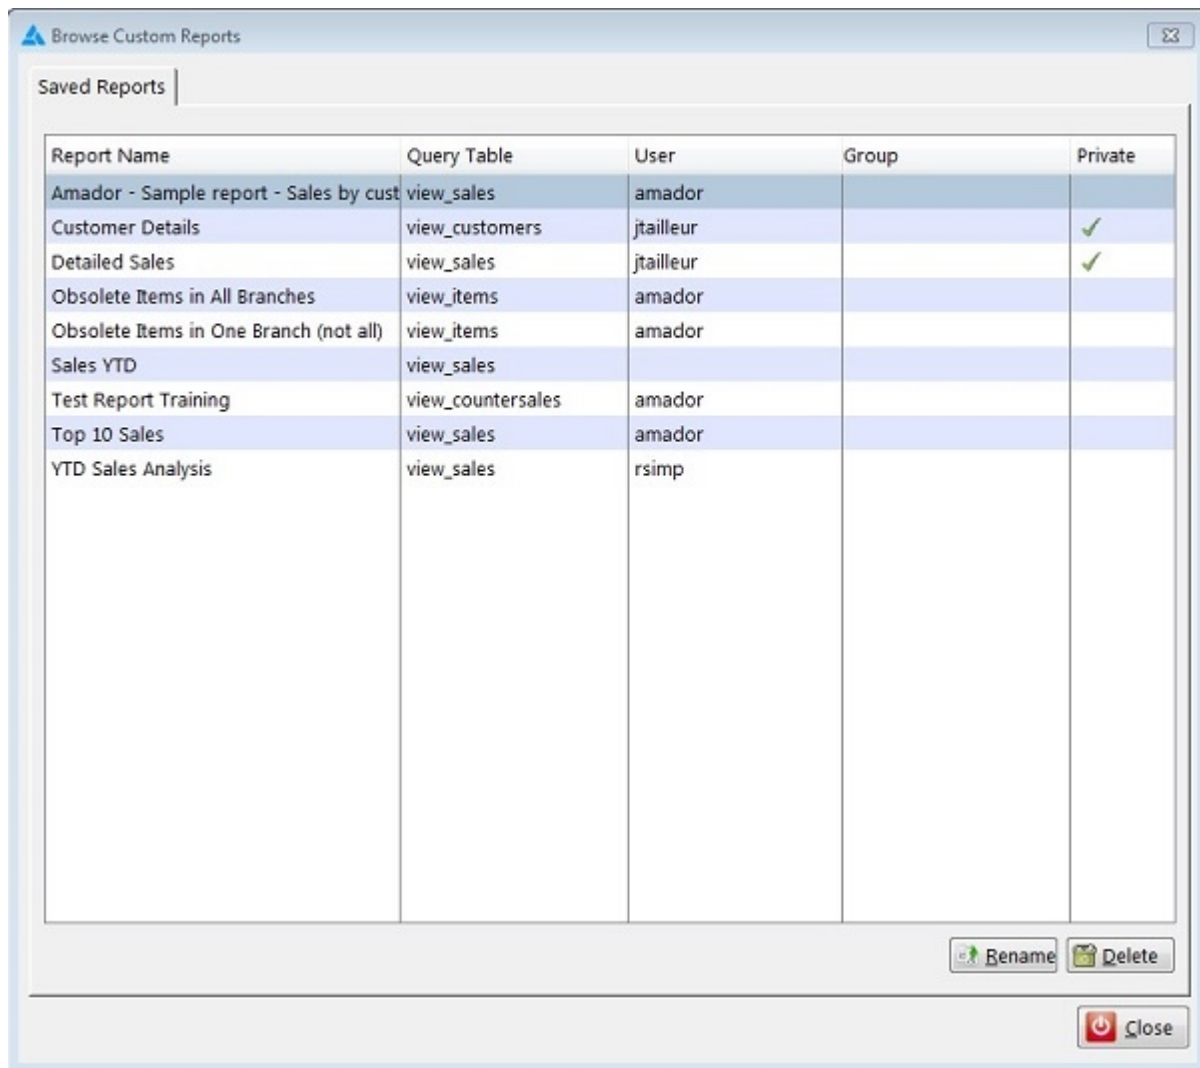 Browse Custom Reports
Saved Reports
Report Name Query Table User Group Private
Amador - Sample report - Sales by cust view_sales amador
Customer Details view_customers jtailleur
Detailed Sales view_sales jtailleur
Obsolete Items in All Branches view_items amador
Obsolete Items in One Branch (not all) view_items amador
Sales YTD view_sales
Test Report Training view_countersales amador
Top 10 Sales view_sales amador
YTD Sales Analysis view_sales rsimp
Rename Delete
Close